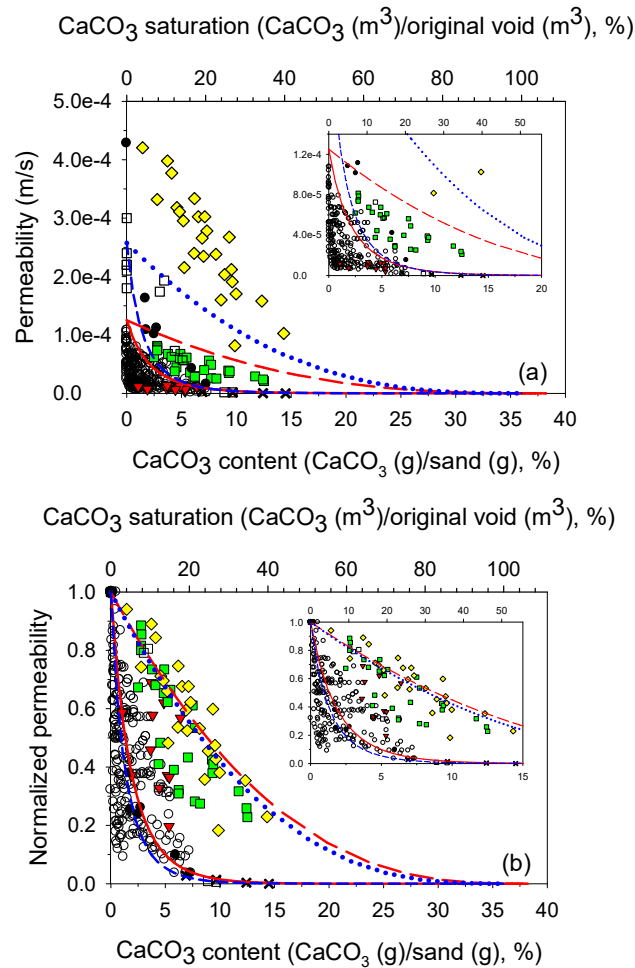 CaCO3 saturation (CaCO3 (m^3)/original void (m^3), %)
0 20 40 60 80 100
5.0e-4
4.0e-4
3.0e-4
2.0e-4
1.0e-4
0.0
Permeability (m/s)
0 10 20 30 40 50
1.2e-4
8.0e-5
4.0e-5
0.0
0 5 10 15 20
(a)
0 5 10 15 20 25 30 35 40
CaCO3 content (CaCO3 (g)/sand (g), %)
CaCO3 saturation (CaCO3 (m^3)/original void (m^3), %)
0 20 40 60 80 100
1.0
0.8
0.6
0.4
0.2
0.0
Normalized permeability
0 10 20 30 40 50
1.0
0.8
0.6
0.4
0.2
0.0
0 5 10 15
(b)
0 5 10 15 20 25 30 35 40
CaCO3 content (CaCO3 (g)/sand (g), %)